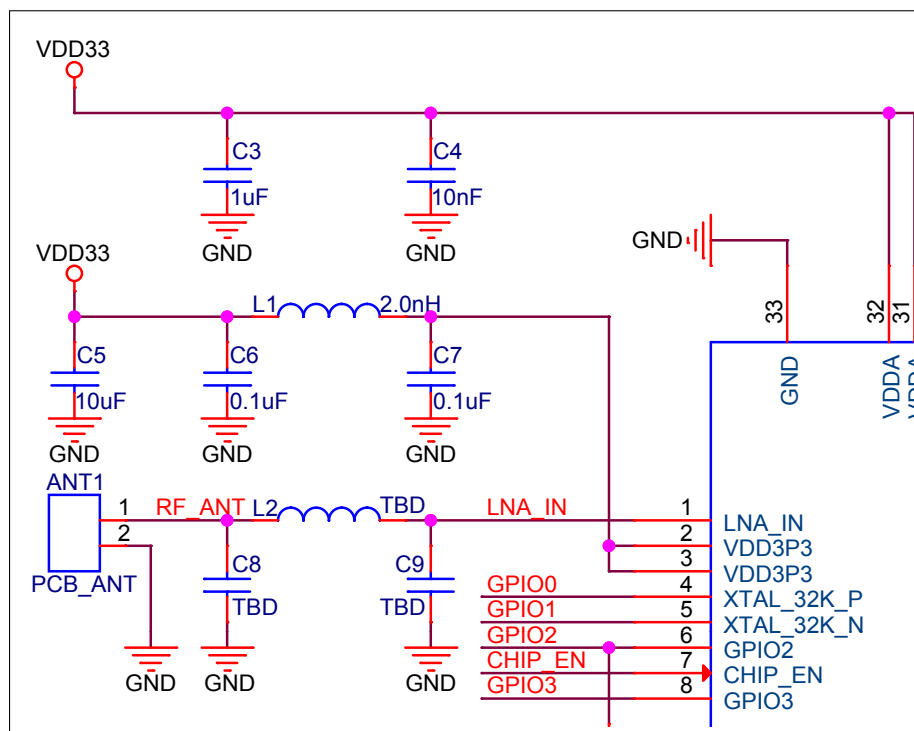 VDD33
C3
1uF
GND
C4
10nF
GND
VDD33
L1 2.0nH
C5
10uF
GND
C6
0.1uF
GND
C7
0.1uF
GND
GND
33
32
31
GND
VDDA
VDDA
ANT1
1
2
PCB_ANT
GND
RF_ANT
L2 TBD
LNA_IN
C8
TBD
GND
C9
TBD
GND
GPIO0
GPIO1
GPIO2
CHIP_EN
GPIO3
1 LNA_IN
2 VDD3P3
3 VDD3P3
4 XTAL_32K_P
5 XTAL_32K_N
6 GPIO2
7 CHIP_EN
8 GPIO3